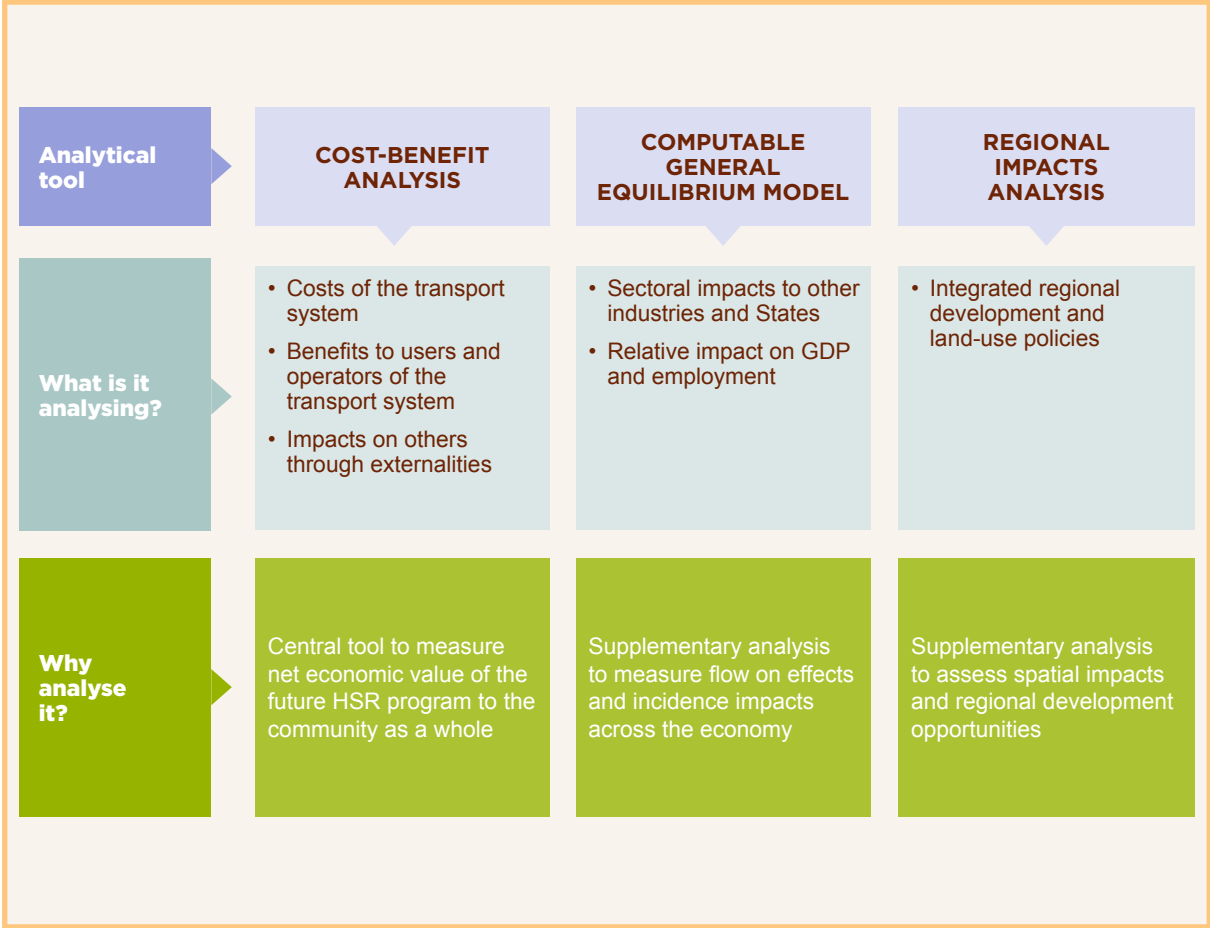 Analytical
tool
COST-BENEFIT
ANALYSIS
COMPUTABLE
GENERAL
EQUILIBRIUM MODEL
REGIONAL
IMPACTS
ANALYSIS
What is it
analysing?
• Costs of the transport
system
• Benefits to users and
operators of the
transport system
• Impacts on others
through externalities
• Sectoral impacts to other
industries and States
• Relative impact on GDP
and employment
• Integrated regional
development and
land-use policies
Why
analyse
it?
Central tool to measure
net economic value of the
future HSR program to the
community as a whole
Supplementary analysis
to measure flow on effects
and incidence impacts
across the economy
Supplementary analysis
to assess spatial impacts
and regional development
opportunities